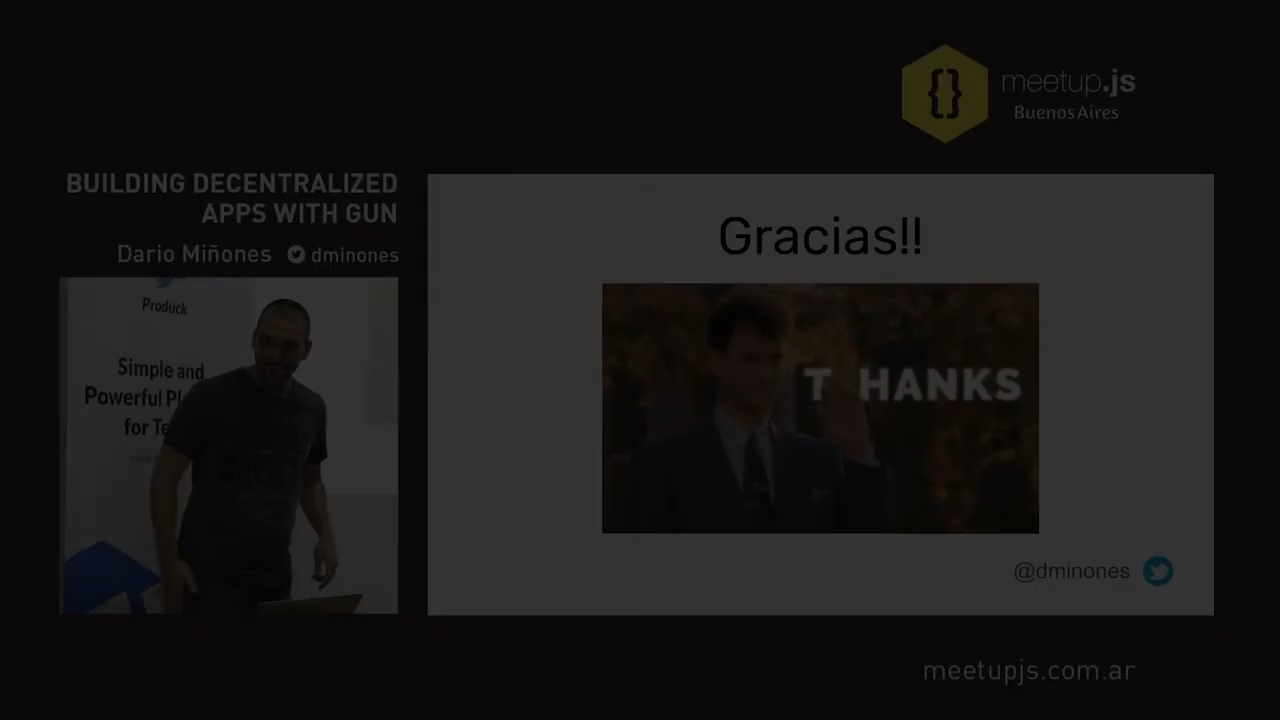 {}
meetup.js
Buenos Aires
BUILDING DECENTRALIZED
APPS WITH GUN
Dario Miñones
dminones
Produck
Simple and
Powerful Pl
for Te
Gracias!!
T HANKS
@dminones
meetupjs.com.ar